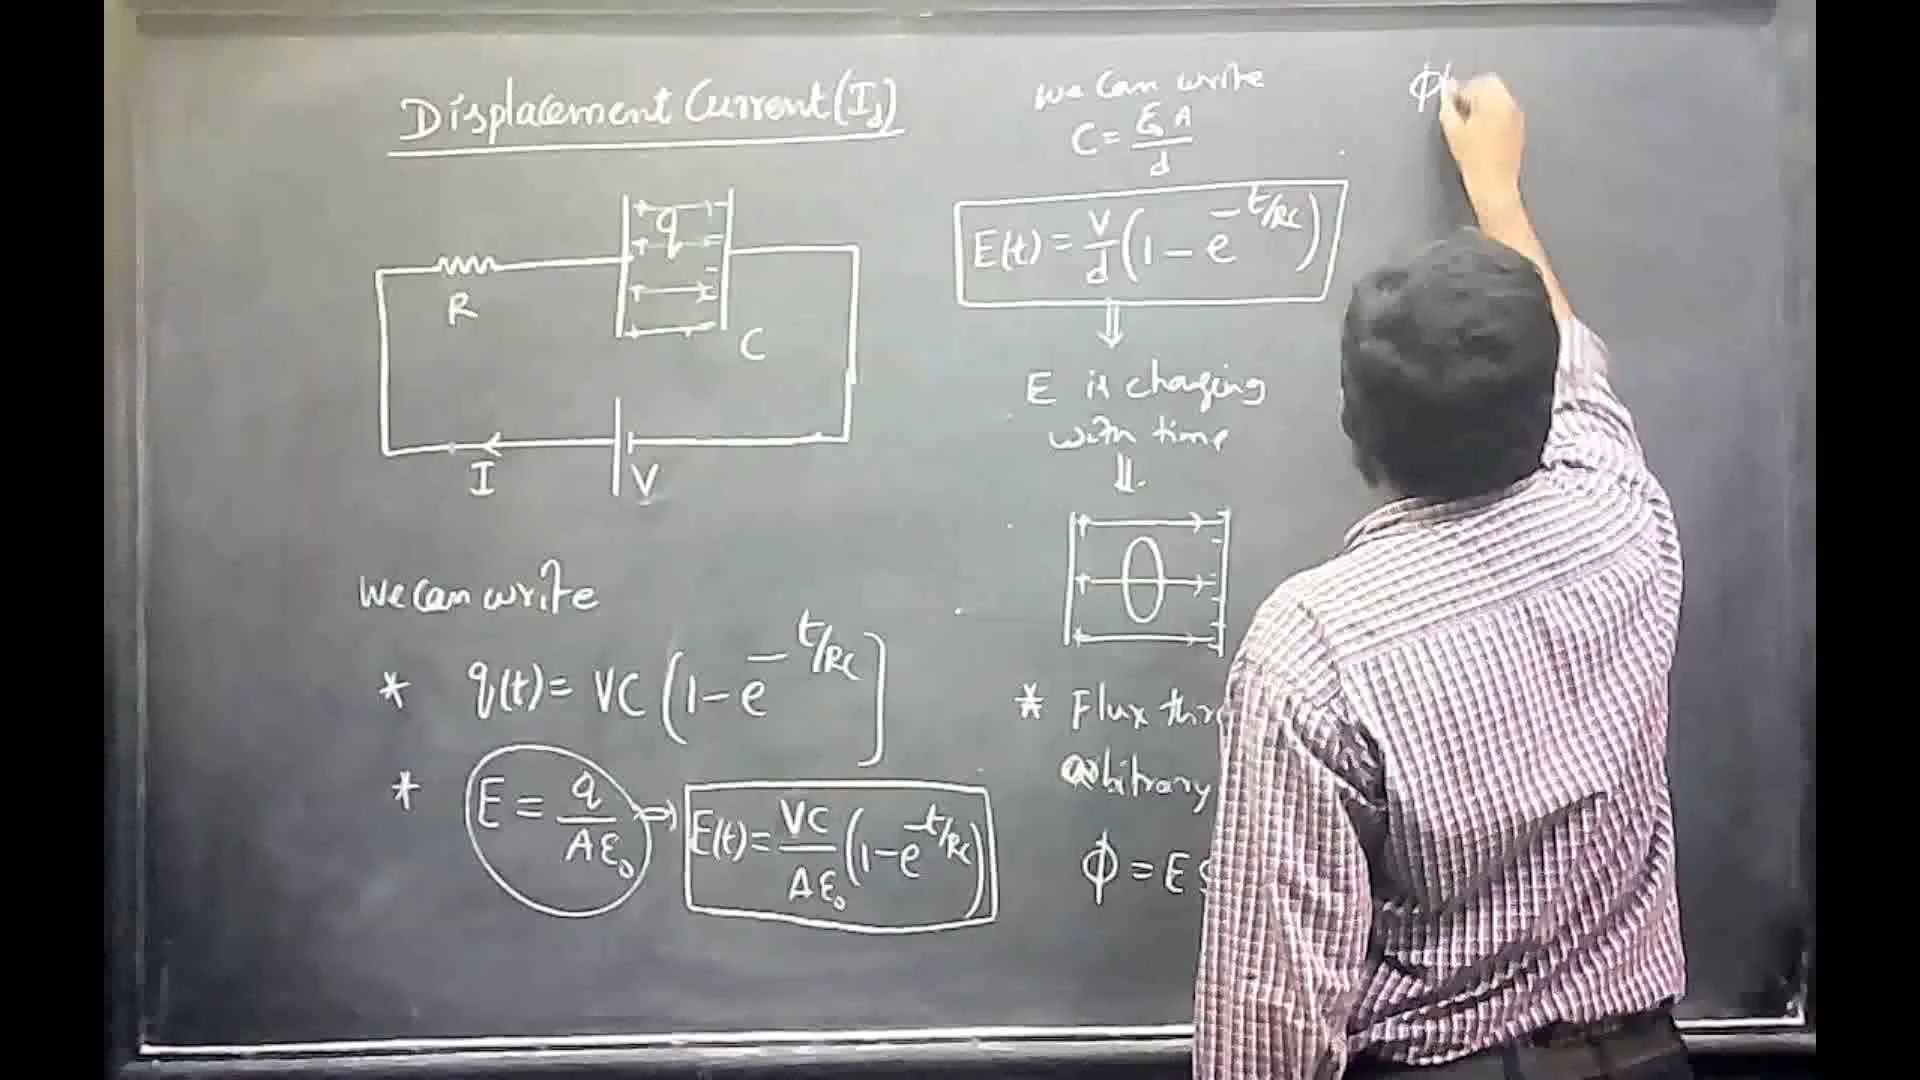 Displacement Current (I_d)
q
R
C
I
V
We can write
* q(t) = VC (1 - e^{-t/RC}]
* E = q/Aε₀ ⇒ E(t) = VC/Aε₀ (1 - e^{-t/RC})
we can write
C = ε₀A/d
E(t) = V/d (1 - e^{-t/RC})
⇓
E is changing
with time
⇓
* Flux thr
arbitrary
ϕ = E S
ϕ